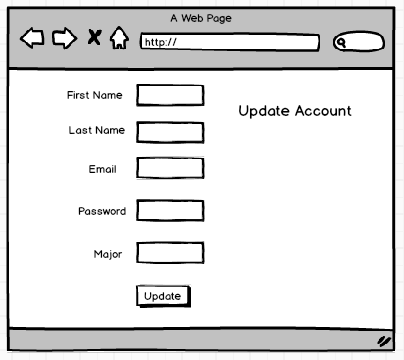 A Web Page
http://
First Name
Update Account
Last Name
Email
Password
Major
Update